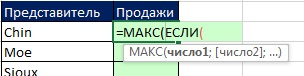 Представитель Продажи
Chin =МАКС(ЕСЛИ(
Moe МАКС(число1; [число2]; ...)
Sioux